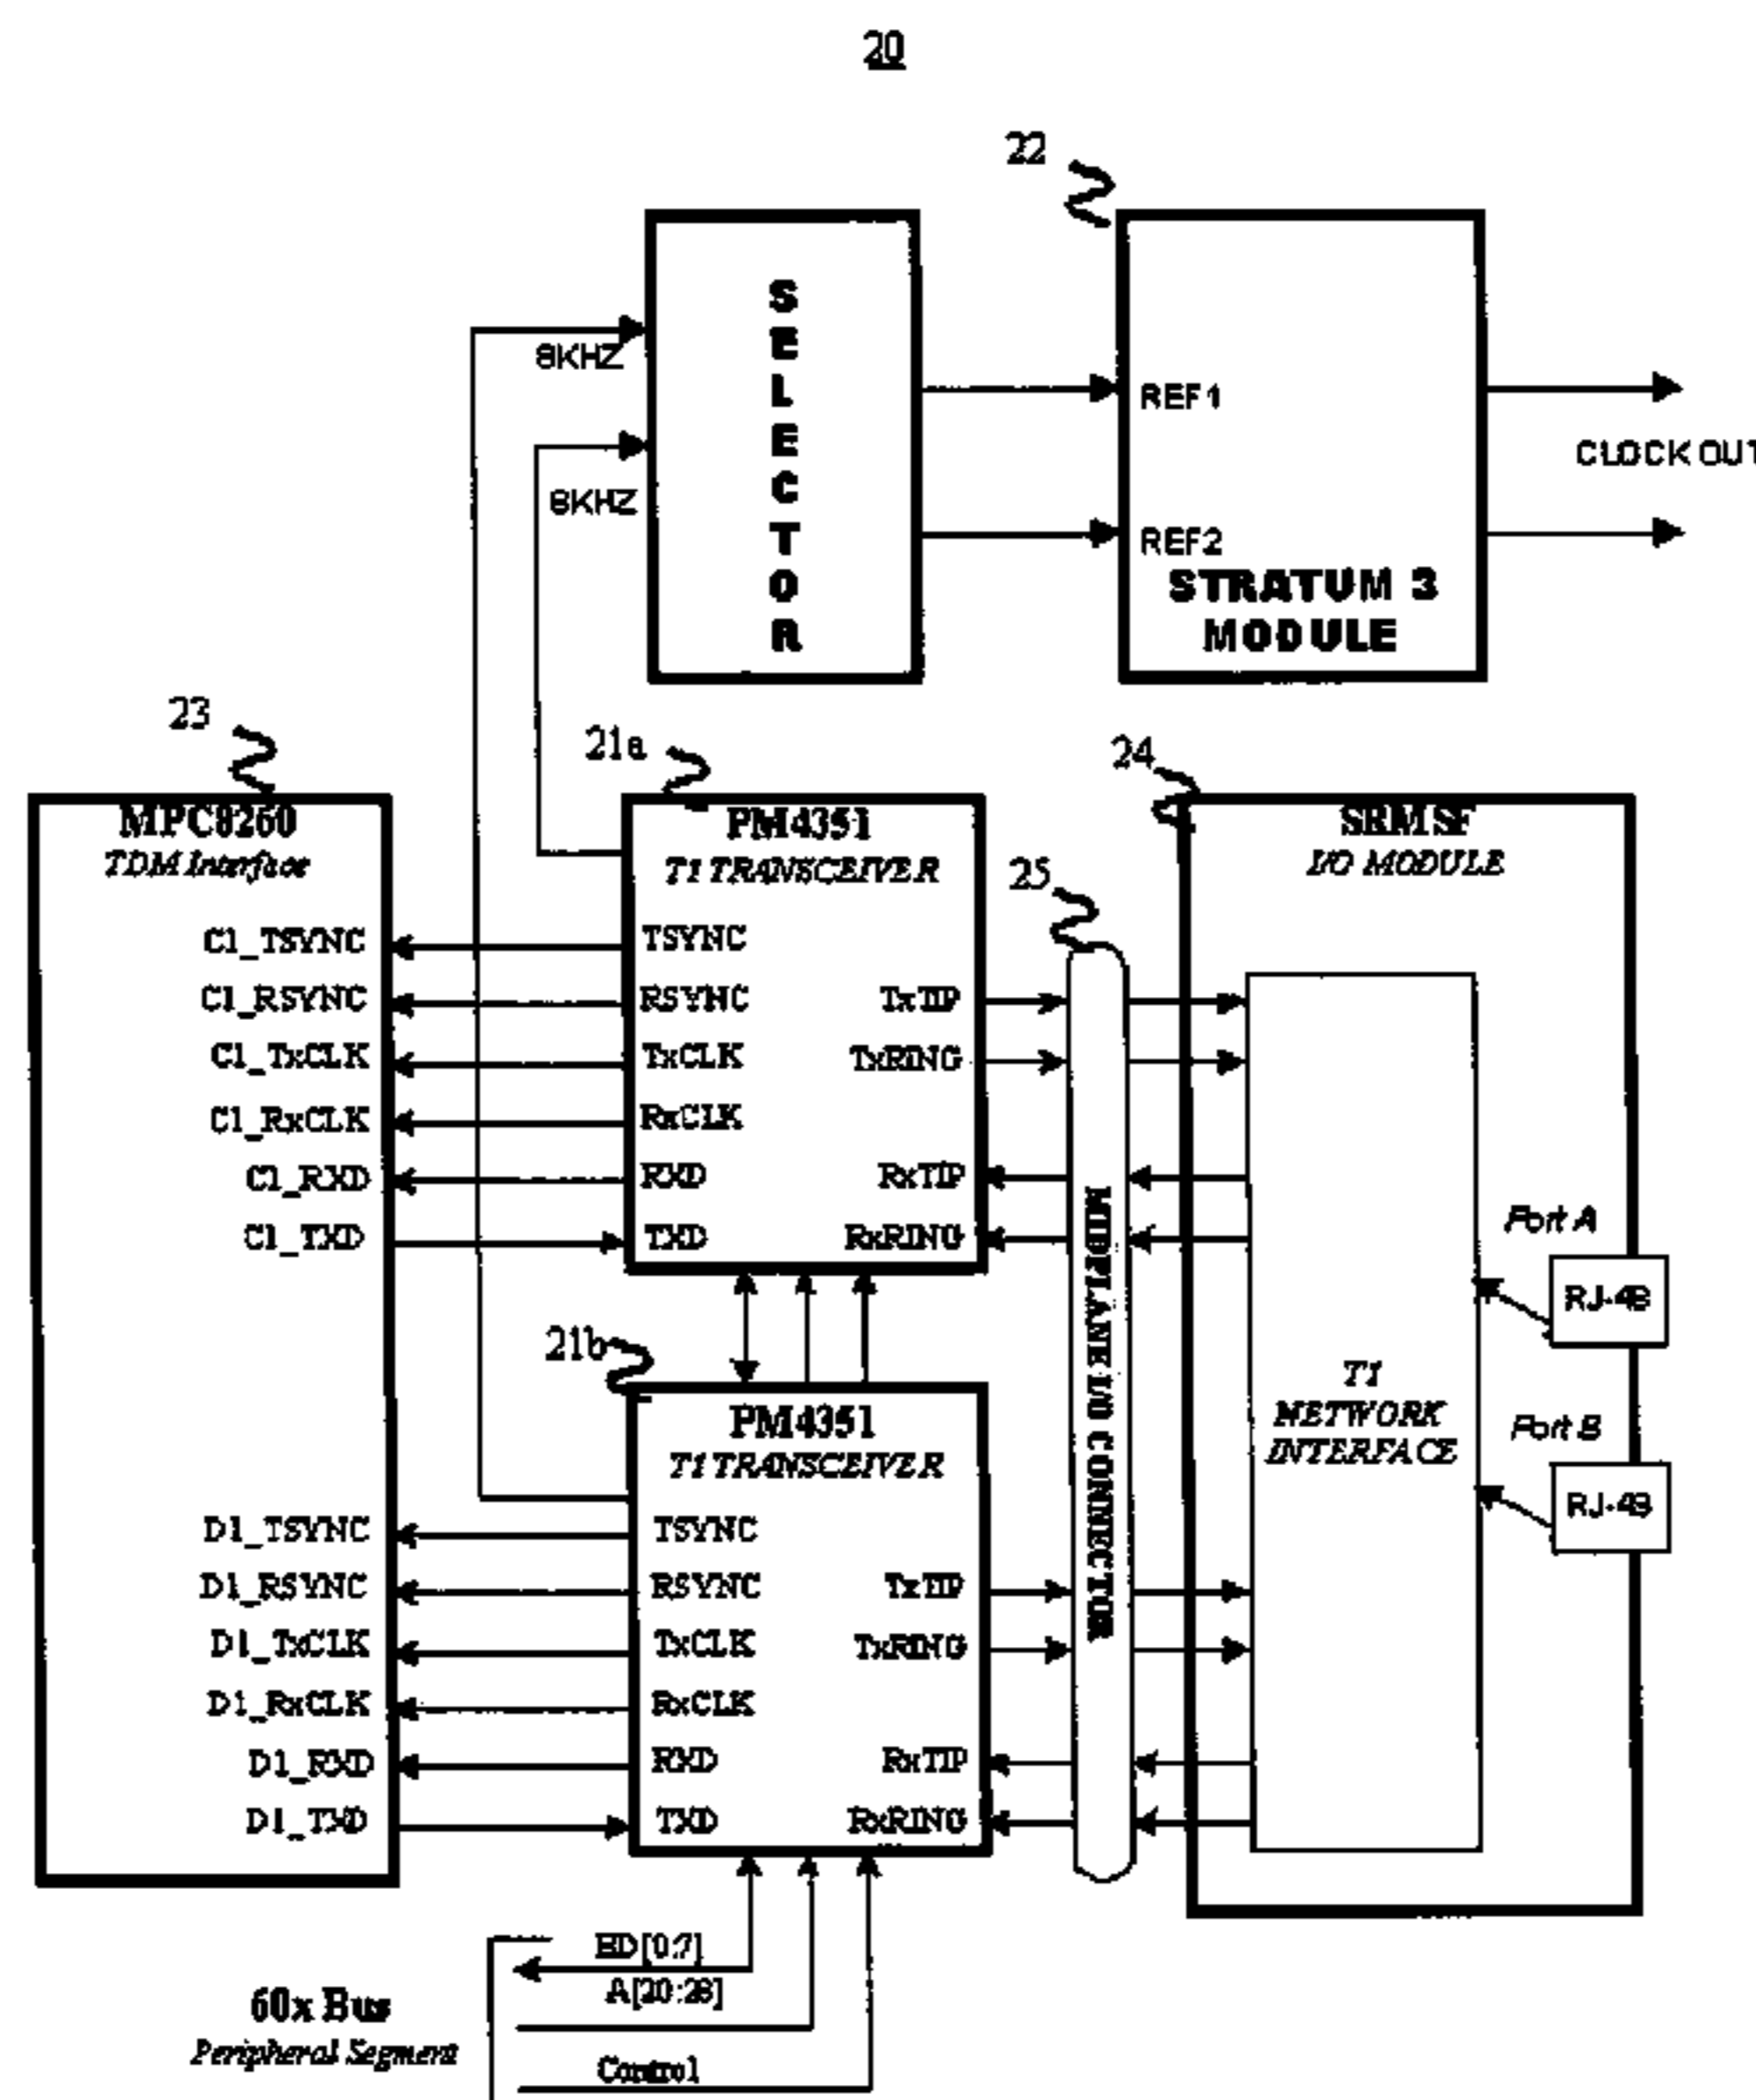 20
22
SELECTOR
8KHZ
8KHZ
REF1
REF2
STRATUM 3
MODULE
CLOCK OUT
23
MPC8260
TDM Interface
C1_TSYNC
C1_RSYNC
C1_TxCLK
C1_RxCLK
C1_RXD
C1_TXD
D1_TSYNC
D1_RSYNC
D1_TxCLK
D1_RxCLK
D1_RXD
D1_TXD
21a
PM4351
T1 TRANSCEIVER
TSYNC
RSYNC
TxCLK
RxCLK
RXD
TXD
TxTIP
TxRING
RxTIP
RxRING
21b
PM4351
T1 TRANSCEIVER
TSYNC
RSYNC
TxCLK
RxCLK
RXD
TXD
TxTIP
TxRING
RxTIP
RxRING
25
MIDPLANE I/O CONNECTOR
24
SRMSF
I/O MODULE
T1
NETWORK
INTERFACE
Port A
RJ-48
Port B
RJ-48
60x Bus
Peripheral Segment
BD[0:7]
A[20:28]
Control